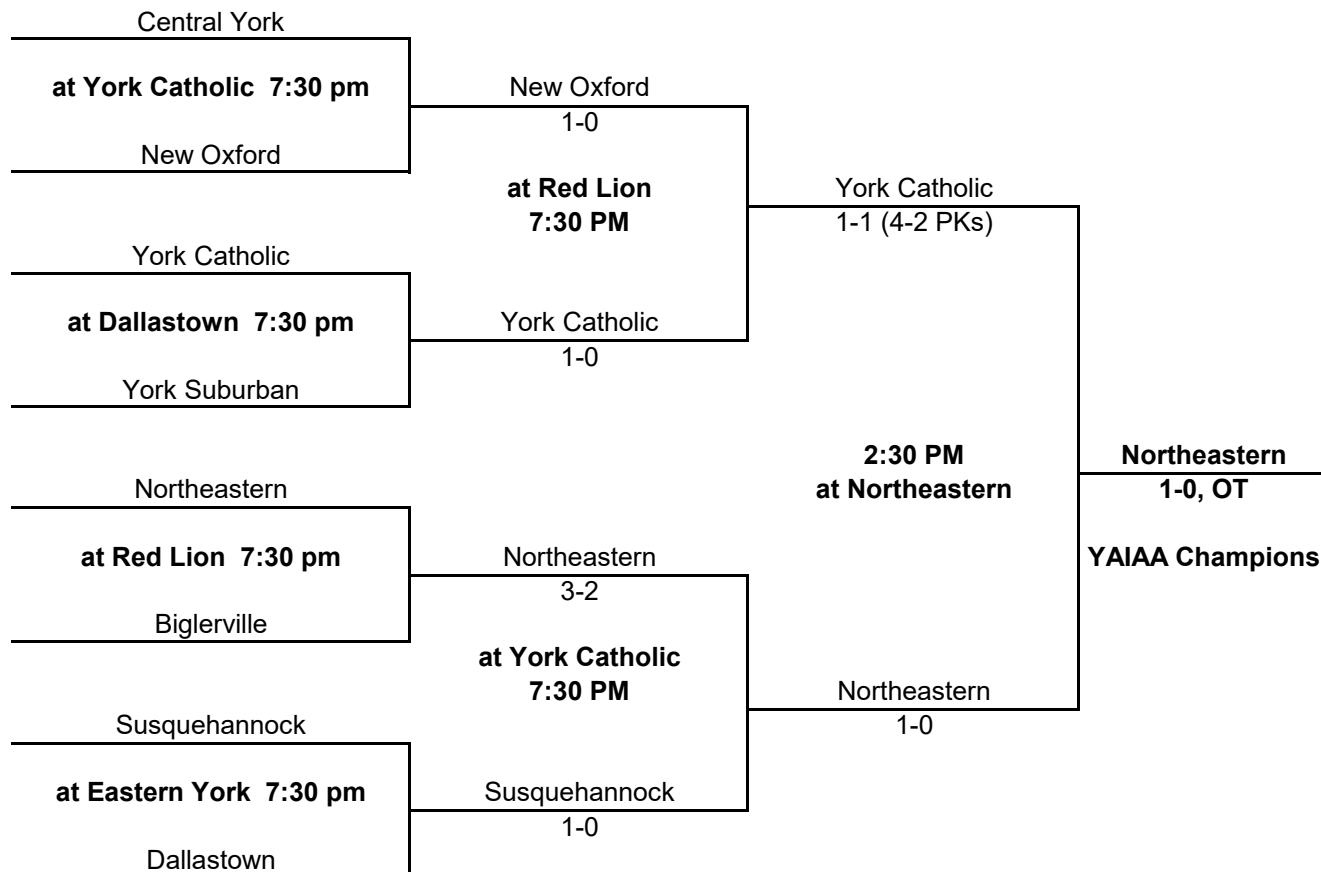 Central York
at York Catholic 7:30 pm
New Oxford
New Oxford
1-0
at Red Lion
7:30 PM
York Catholic
1-1 (4-2 PKs)
York Catholic
at Dallastown 7:30 pm
York Suburban
York Catholic
1-0
2:30 PM
at Northeastern
Northeastern
1-0, OT
YAIAA Champions
Northeastern
at Red Lion 7:30 pm
Biglerville
Northeastern
3-2
at York Catholic
7:30 PM
Northeastern
1-0
Susquehannock
at Eastern York 7:30 pm
Dallastown
Susquehannock
1-0